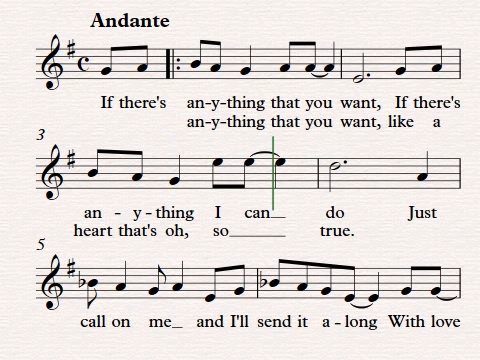 Andante
If there's an-y-thing that you want, If there's
an-y-thing that you want, like a
3
an - y - thing I can__ do Just
heart that's oh, so______ true.
5
call on me_ and I'll send it a - long With love